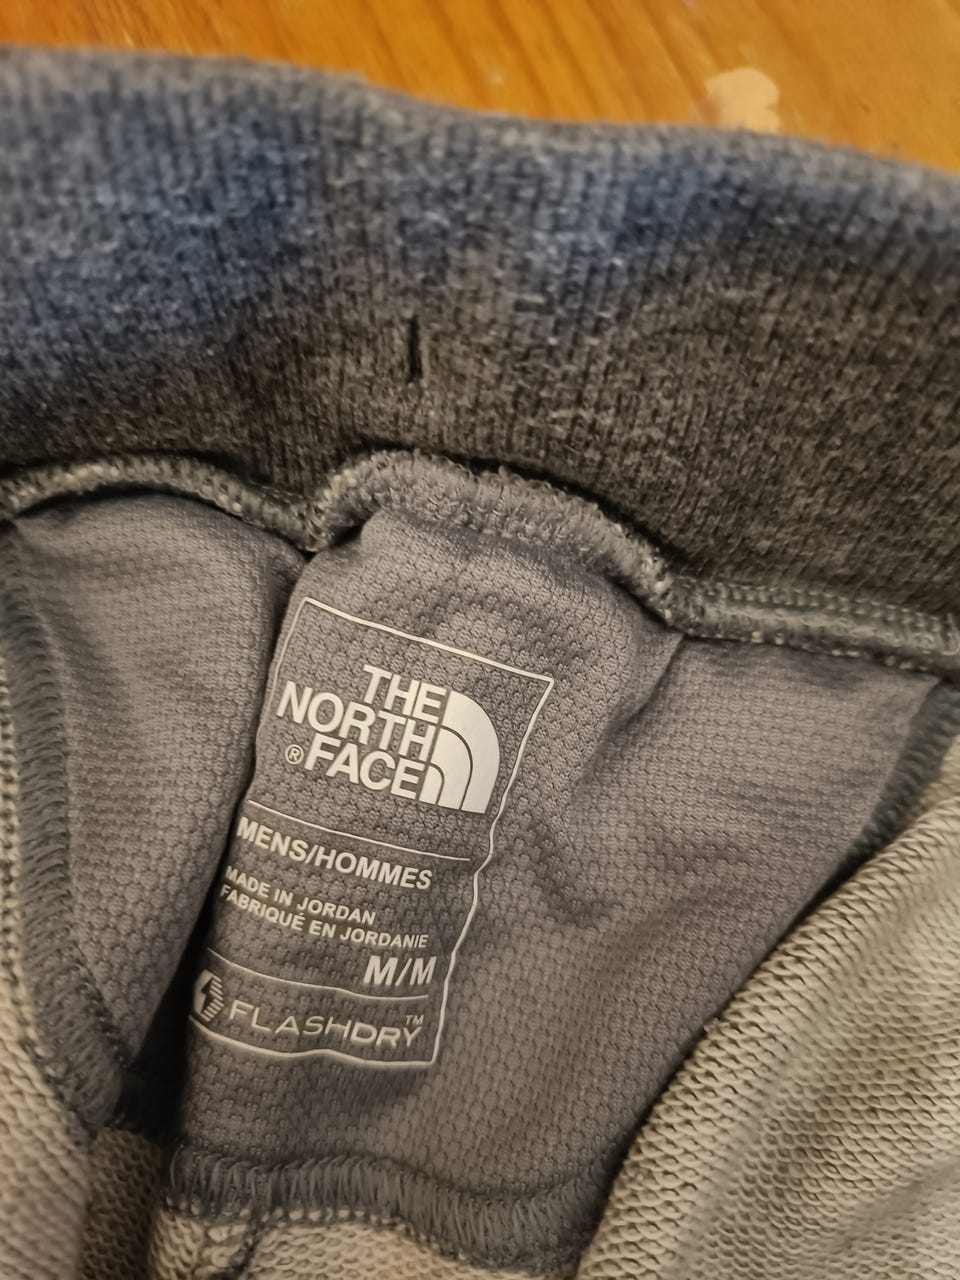 THE
NORTH
® FACE
MENS/HOMMES
MADE IN JORDAN
FABRIQUÉ EN JORDANIE
M/M
FLASHDRY™